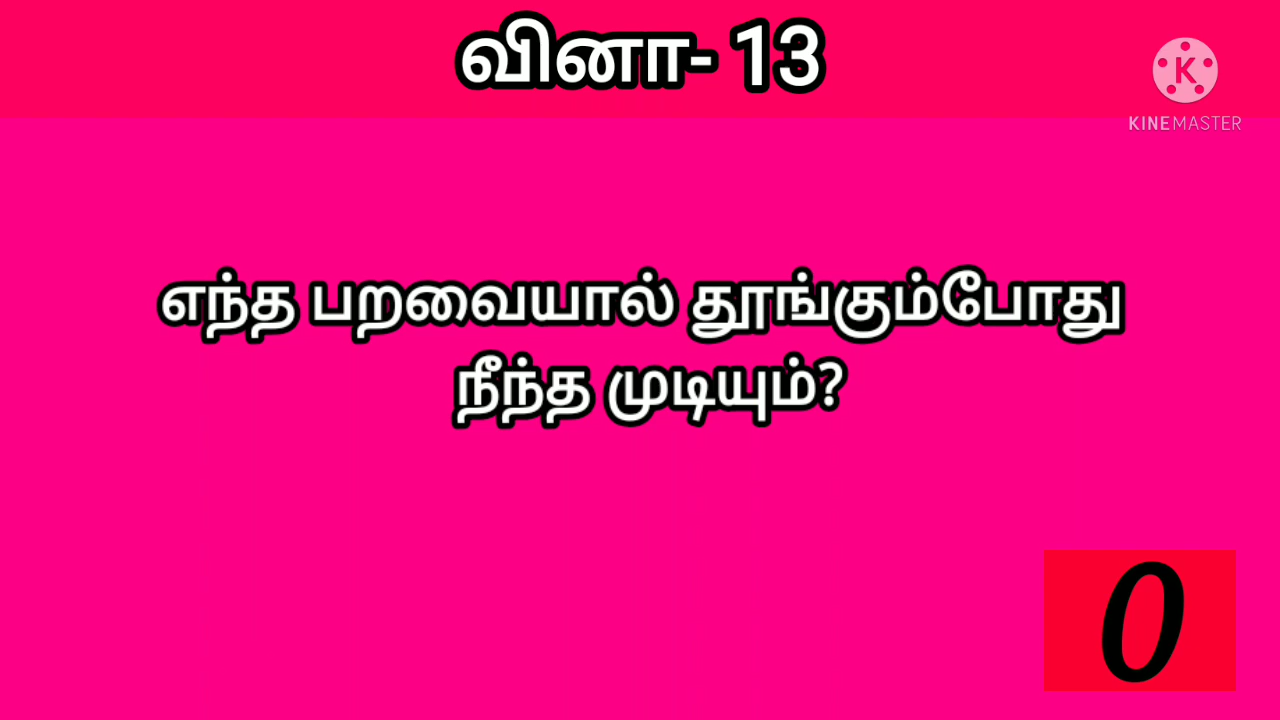 வினா- 13
K
KINEMASTER
எந்த பறவையால் தூங்கும்போது
நீந்த முடியும்?
0